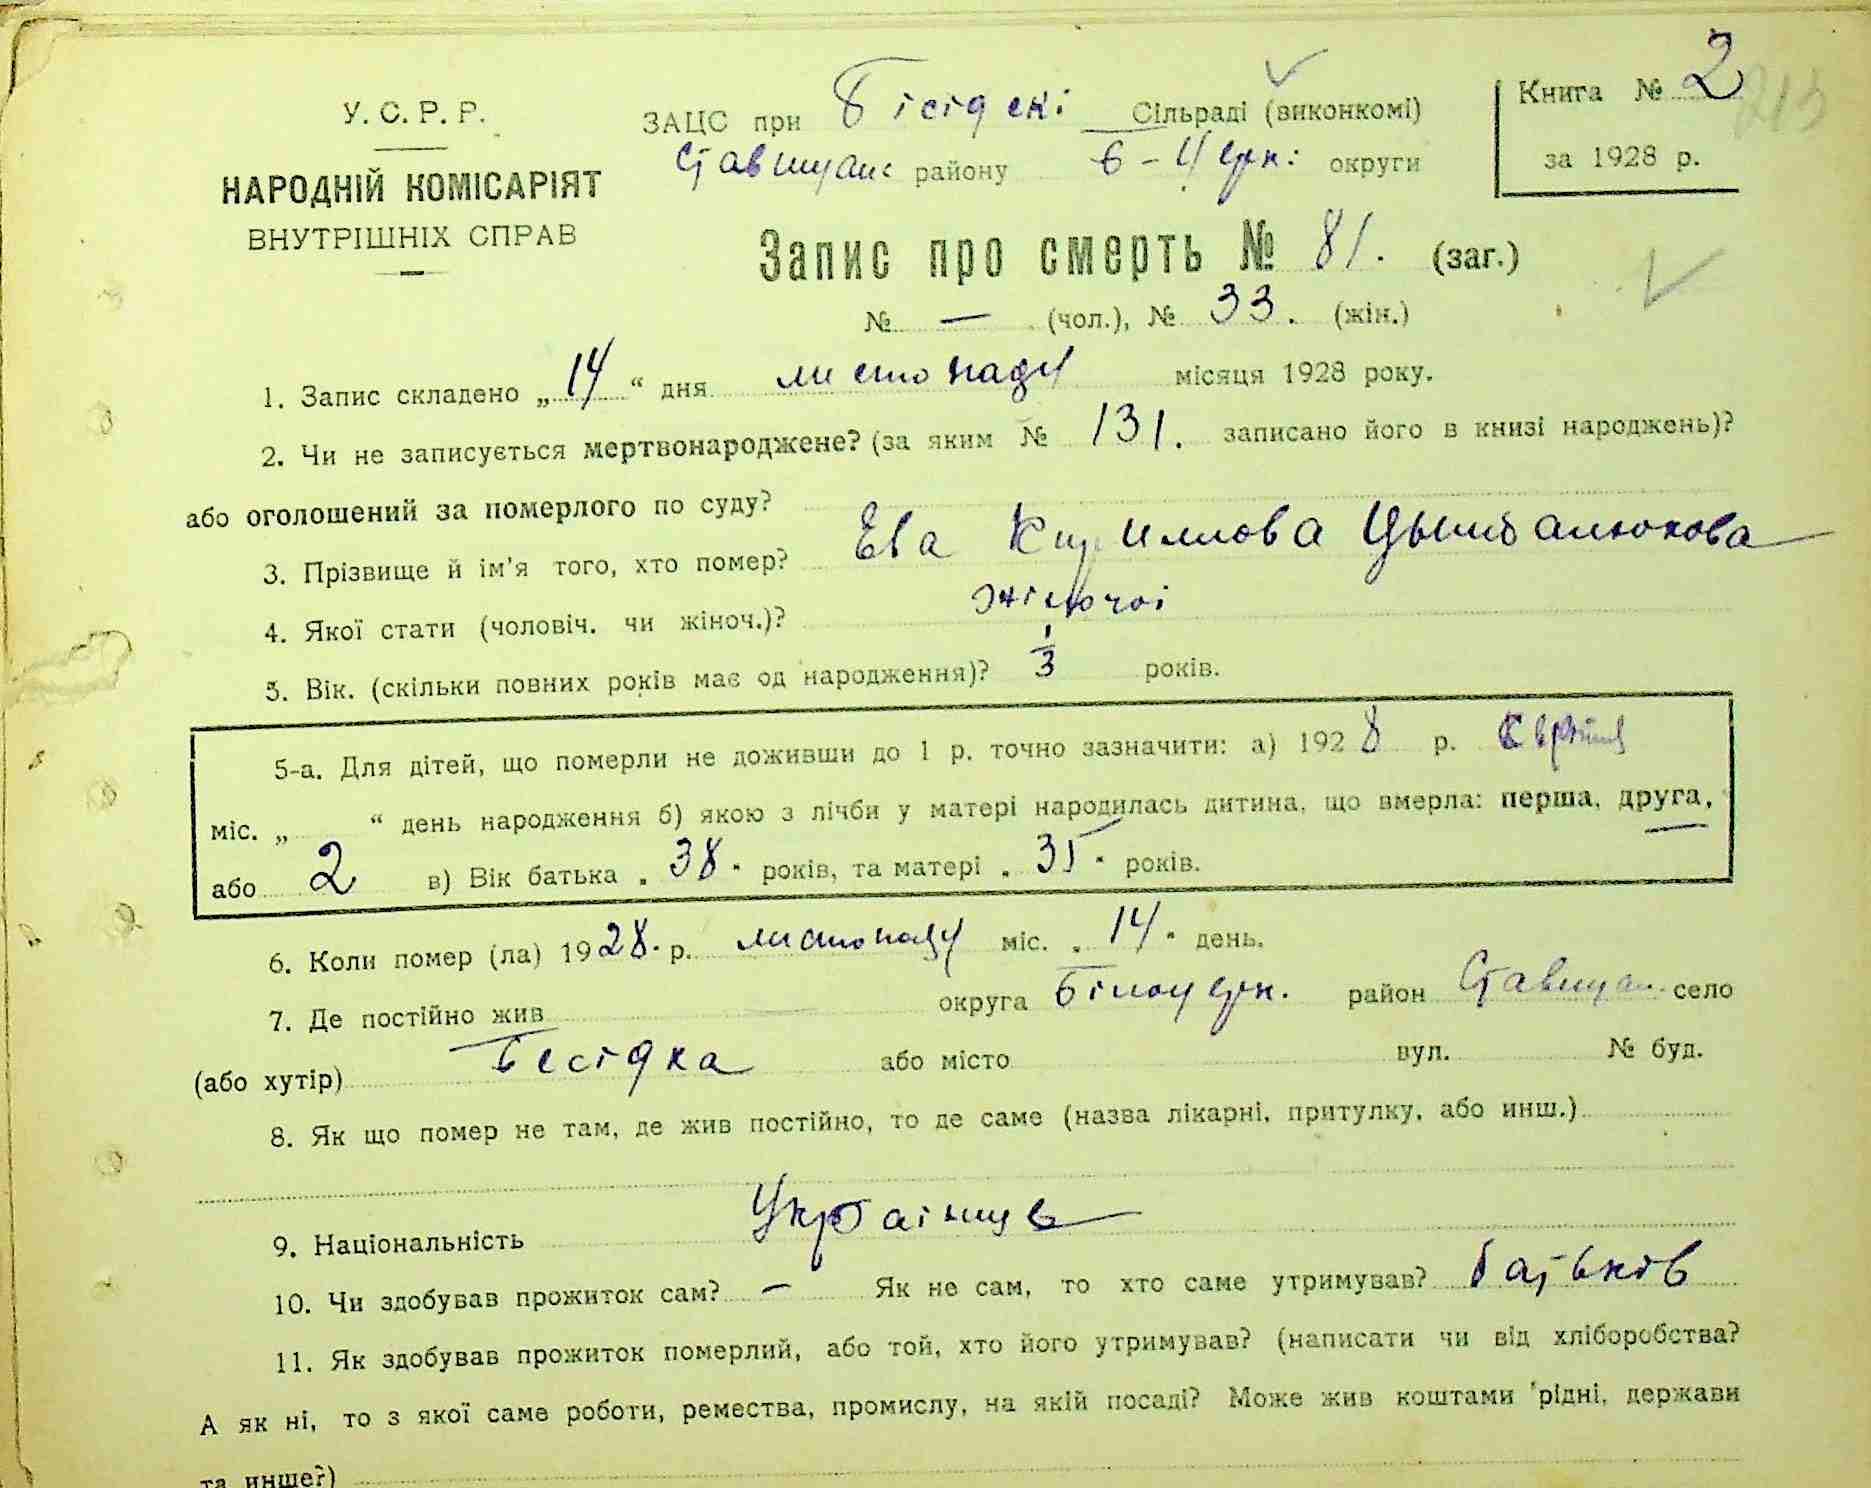 У. С. Р. Р.
НАРОДНІЙ КОМІСАРІЯТ
ВНУТРІШНІХ СПРАВ
ЗАЦС при Бісідскі Сільраді (виконкомі)
Ставищанс району б-Церк: округи
Книга № 2
213
за 1928 р.
Запис про смерть № 81. (заг.)
№ — (чол.), № 33. (жін.)
1. Запис складено „14“ дня листопаду місяця 1928 року.
2. Чи не записується мертвонароджене? (за яким № 131. записано його в книзі народжень)?
або оголошений за померлого по суду?
3. Прізвище й ім’я того, хто помер? Ева Кирилова Цымбалюкова
4. Якої стати (чоловіч. чи жіноч.)? жіночоі
5. Вік. (скільки повних років має од народження)? 1/3 років.
5-а. Для дітей, що померли не доживши до 1 р. точно зазначити: а) 1928 р.
міс. „ “ день народження б) якою з лічби у матері народилась дитина, що вмерла: перша, друга,
або 2 в) Вік батька „38“ років, та матері „35“ років.
6. Коли помер (ла) 1928. р. листопаду міс. „14“ день.
7. Де постійно жив округа Білоцерк. район Ставищан. село
(або хутір) Бесідка або місто вул. № буд.
8. Як що помер не там, де жив постійно, то де саме (назва лікарні, притулку, або инш.)
9. Національність
10. Чи здобував прожиток сам? — Як не сам, то хто саме утримував? батьків
11. Як здобував прожиток померлий, або той, хто його утримував? (написати чи від хліборобства?
А як ні, то з якої саме роботи, ремества, промислу, на якій посаді? Може жив коштами рідні, держави
та инше?)